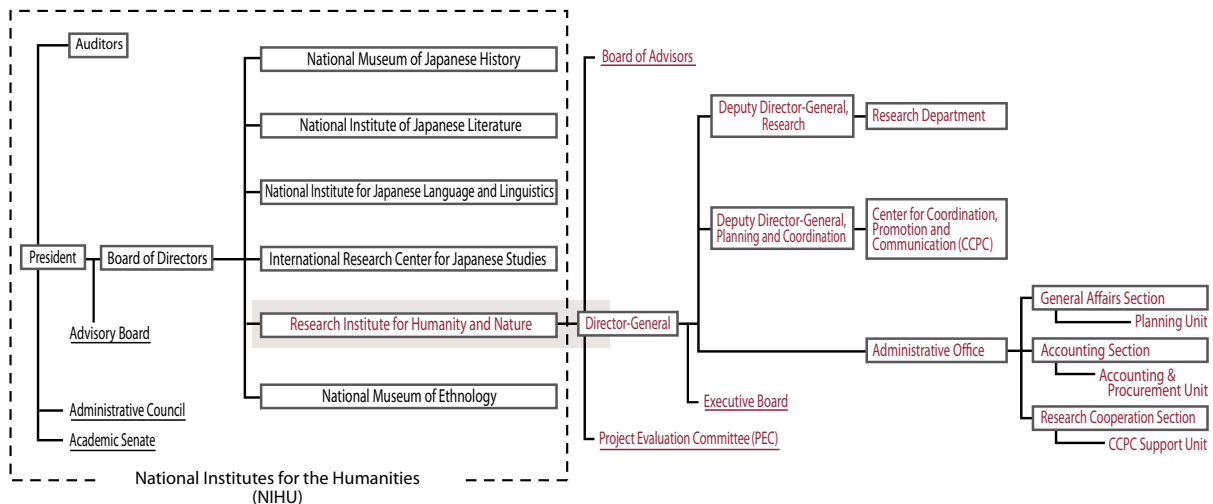 Auditors
President
Board of Directors
Advisory Board
Administrative Council
Academic Senate
National Museum of Japanese History
National Institute of Japanese Literature
National Institute for Japanese Language and Linguistics
International Research Center for Japanese Studies
Research Institute for Humanity and Nature
National Museum of Ethnology
National Institutes for the Humanities
(NIHU)
Board of Advisors
Director-General
Executive Board
Project Evaluation Committee (PEC)
Deputy Director-General,
Research
Research Department
Deputy Director-General,
Planning and Coordination
Center for Coordination,
Promotion and
Communication (CCPC)
Administrative Office
General Affairs Section
Planning Unit
Accounting Section
Accounting &
Procurement Unit
Research Cooperation Section
CCPC Support Unit